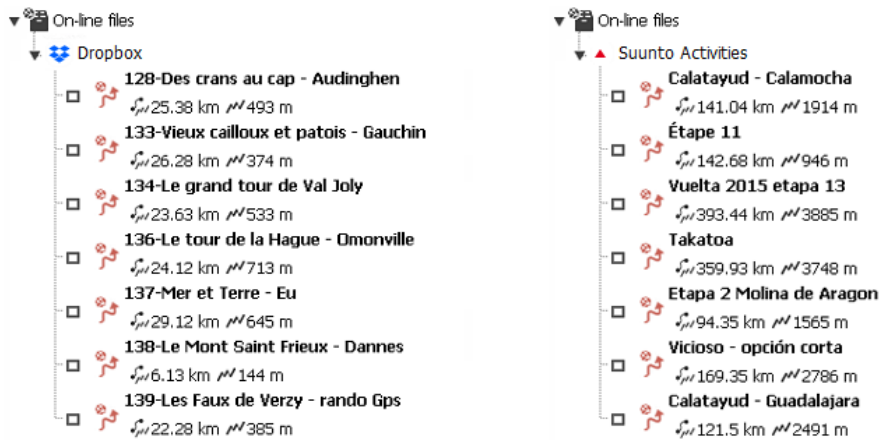 On-line files
Dropbox
128-Des crans au cap - Audinghen
25.38 km 493 m
133-Vieux cailloux et patois - Gauchin
26.28 km 374 m
134-Le grand tour de Val Joly
23.63 km 533 m
136-Le tour de la Hague - Omonville
24.12 km 713 m
137-Mer et Terre - Eu
29.12 km 645 m
138-Le Mont Saint Frieux - Dannes
6.13 km 144 m
139-Les Faux de Verzy - rando Gps
22.28 km 385 m
On-line files
Suunto Activities
Calatayud - Calamocha
141.04 km 1914 m
Étape 11
142.68 km 946 m
Vuelta 2015 etapa 13
393.44 km 3885 m
Takatoa
359.93 km 3748 m
Etapa 2 Molina de Aragon
94.35 km 1565 m
Vicioso - opción corta
169.35 km 2786 m
Calatayud - Guadalajara
121.5 km 2491 m